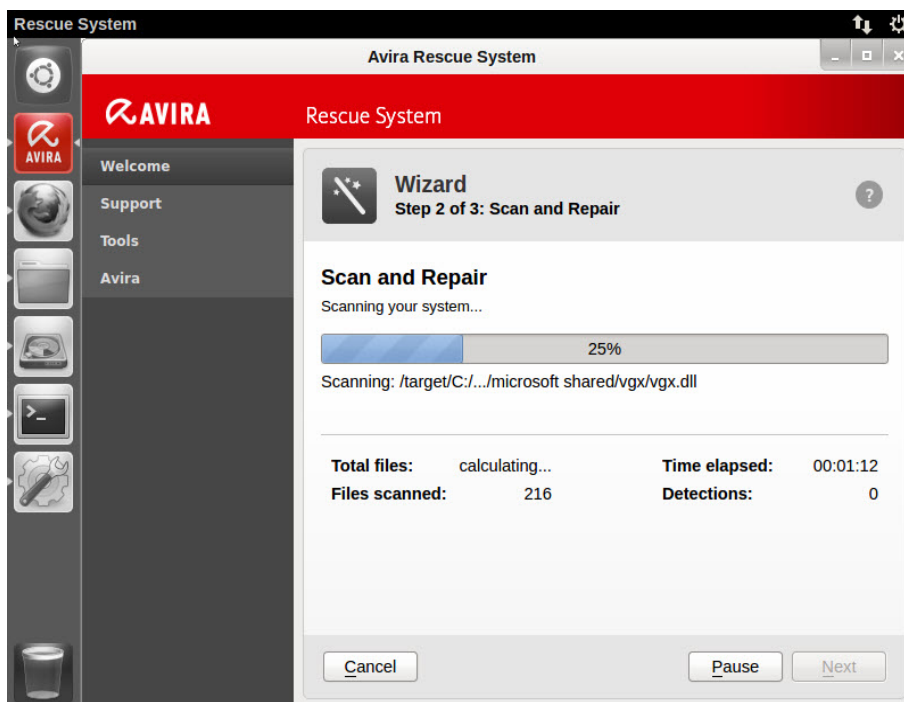 Rescue System
Avira Rescue System
AVIRA
Rescue System
AVIRA
Welcome
Support
Tools
Avira
Wizard
Step 2 of 3: Scan and Repair
?
Scan and Repair
Scanning your system...
25%
Scanning: /target/C:/.../microsoft shared/vgx/vgx.dll
Total files: calculating... Time elapsed: 00:01:12
Files scanned: 216 Detections: 0
Cancel Pause Next